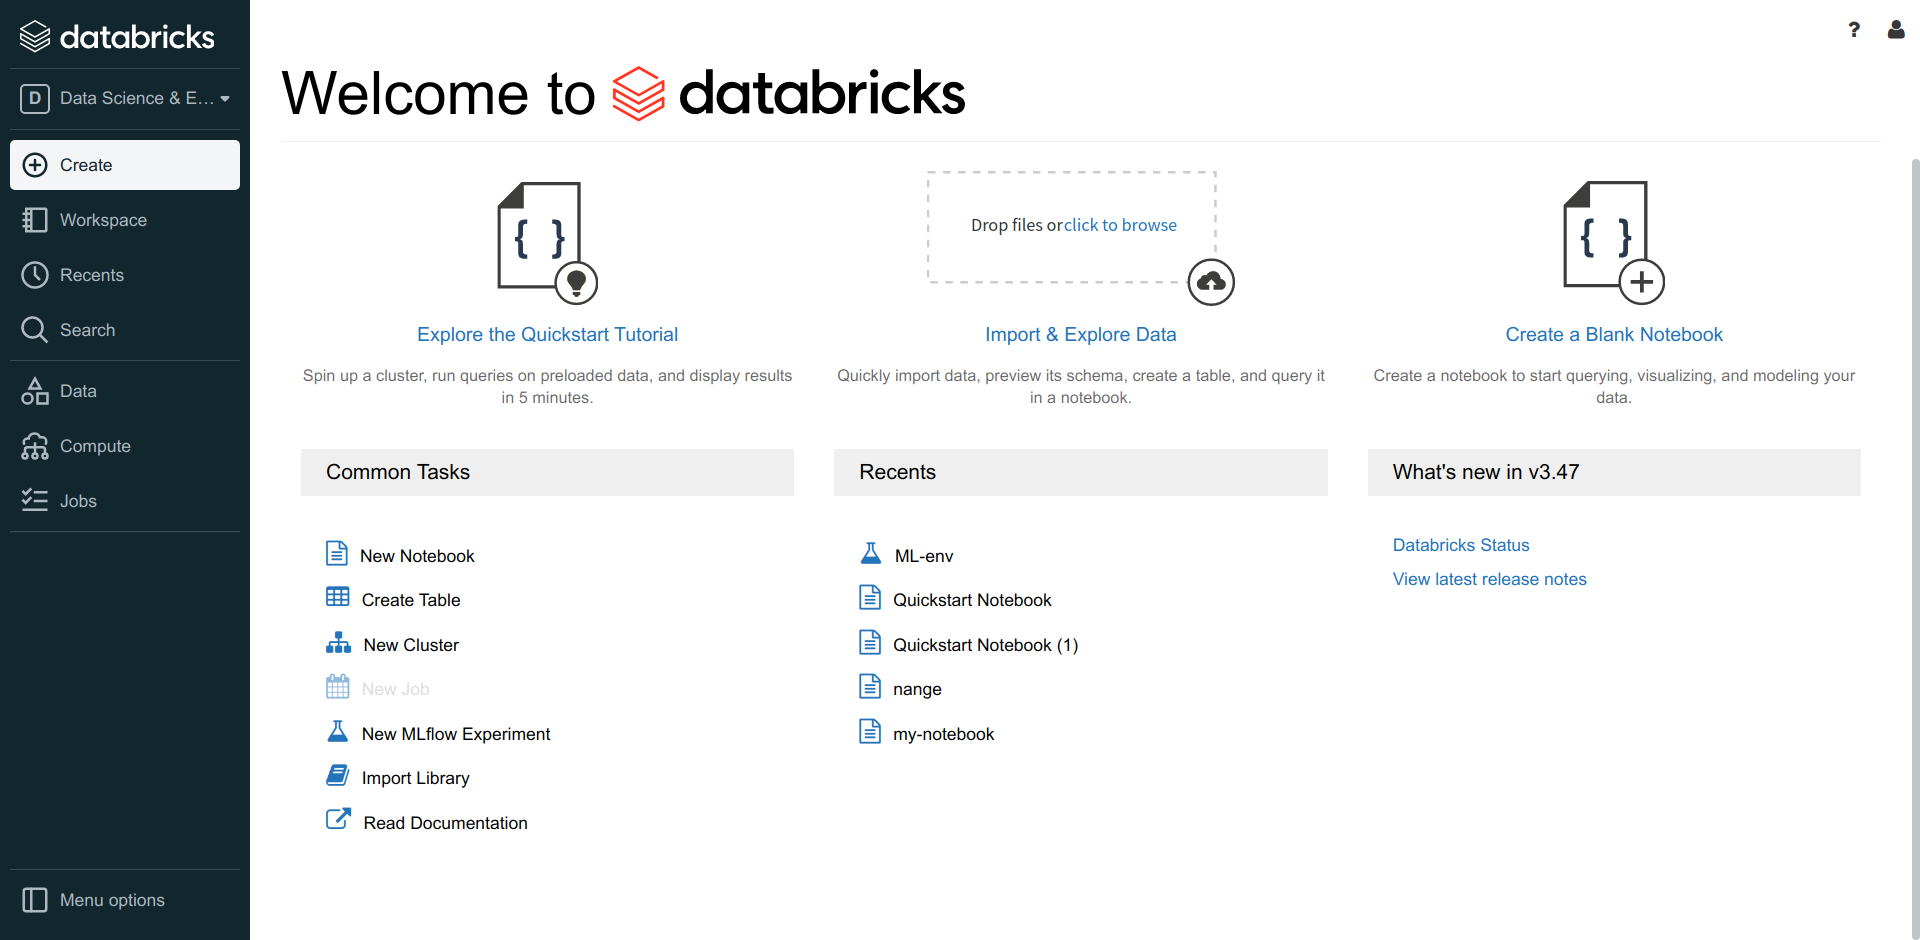 databricks
D Data Science & E...
Create
Workspace
Recents
Search
Data
Compute
Jobs
Menu options
?
Welcome to databricks
{ }
Drop files or click to browse
{ }
Explore the Quickstart Tutorial
Spin up a cluster, run queries on preloaded data, and display results
in 5 minutes.
Import & Explore Data
Quickly import data, preview its schema, create a table, and query it
in a notebook.
Create a Blank Notebook
Create a notebook to start querying, visualizing, and modeling your
data.
Common Tasks
New Notebook
Create Table
New Cluster
New Job
New MLflow Experiment
Import Library
Read Documentation
Recents
ML-env
Quickstart Notebook
Quickstart Notebook (1)
nange
my-notebook
What's new in v3.47
Databricks Status
View latest release notes